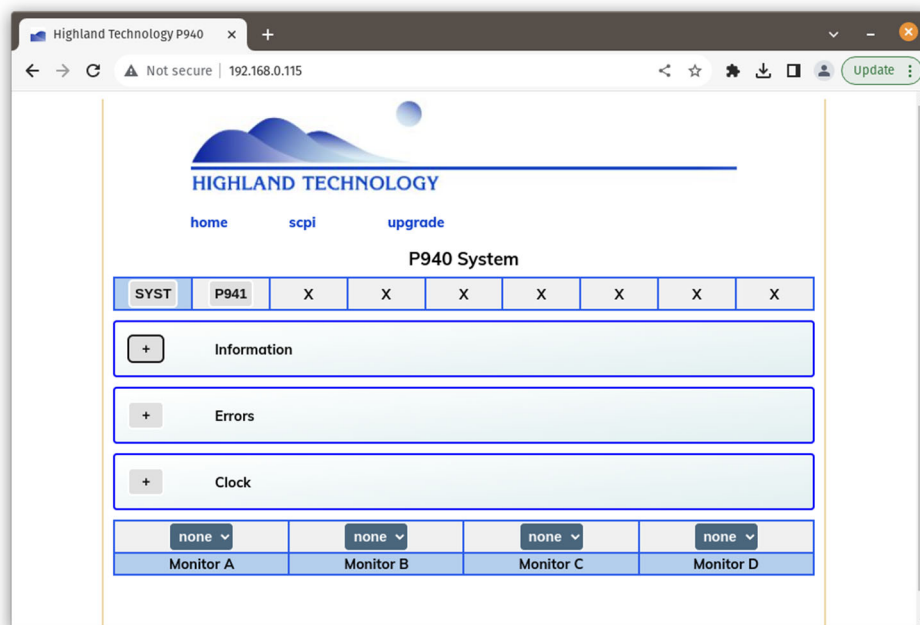 Highland Technology P940
Not secure | 192.168.0.115
Update
HIGHLAND TECHNOLOGY
home scpi upgrade
P940 System
SYST P941 X X X X X X X
+ Information
+ Errors
+ Clock
none none none none
Monitor A Monitor B Monitor C Monitor D